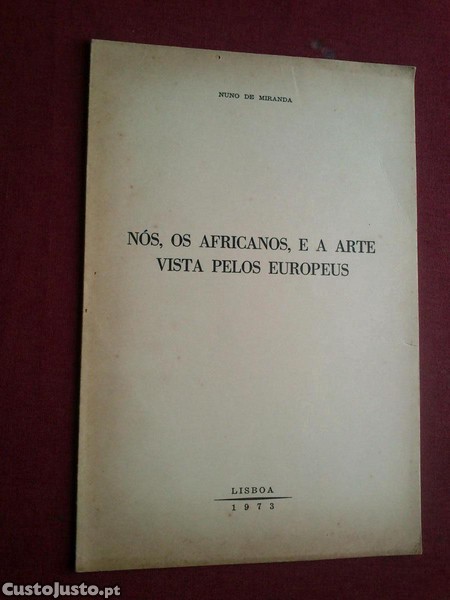 NUNO DE MIRANDA
NÓS, OS AFRICANOS, E A ARTE
VISTA PELOS EUROPEUS
LISBOA
1973
CustoJusto.pt